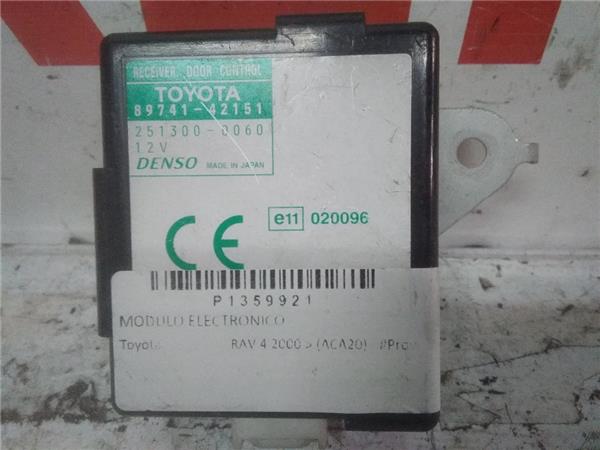 RECEIVER, DOOR CONTROL
TOYOTA
89741-42151
251300-0060
12V
DENSO MADE IN JAPAN
CE
e11 020096
P1359921
MODULO ELECTRONICO
Toyota RAV 4 2000 > (ACA20)